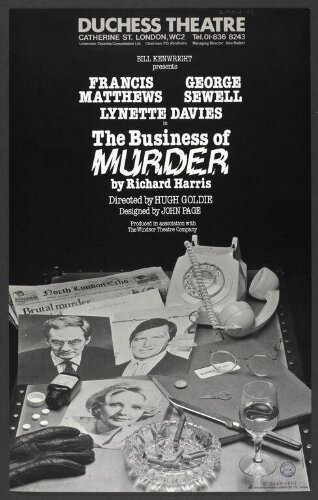 DUCHESS THEATRE
CATHERINE ST. LONDON, WC2 Tel. 01-836 8243
BILL KENWRIGHT
presents
FRANCIS GEORGE
MATTHEWS SEWELL
LYNETTE DAVIES
in
The Business of
MURDER
by Richard Harris
Directed by HUGH GOLDIE
Designed by JOHN PAGE
Produced in association with
The Windsor Theatre Company
North London Echo
Brutal murder